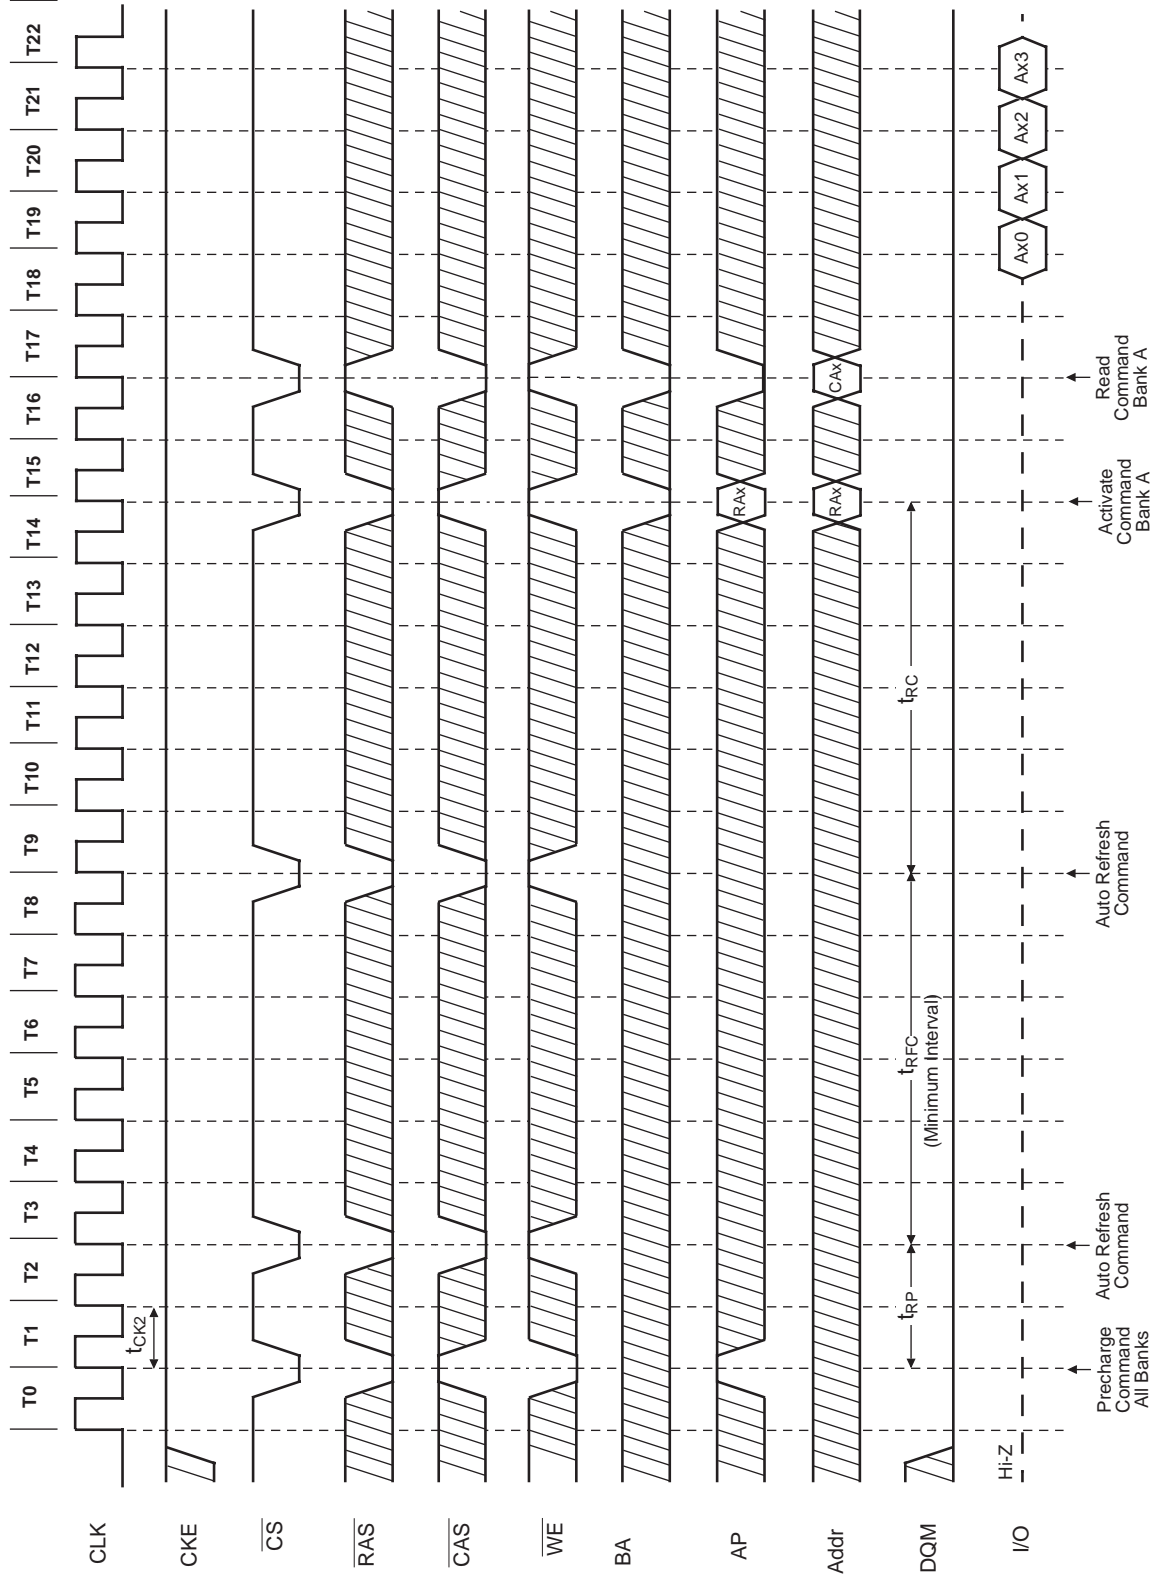 T0 T1 T2 T3 T4 T5 T6 T7 T8 T9 T10 T11 T12 T13 T14 T15 T16 T17 T18 T19 T20 T21 T22
CLK
tCK2
CKE
CS
RAS
CAS
WE
BA
AP
RAx
Addr
RAx
CAx
tRP
tRFC
tRC
(Minimum Interval)
DQM
Hi-Z
I/O
Ax0
Ax1
Ax2
Ax3
Precharge
Command
All Banks
Auto Refresh
Command
Auto Refresh
Command
Activate
Command
Bank A
Read
Command
Bank A